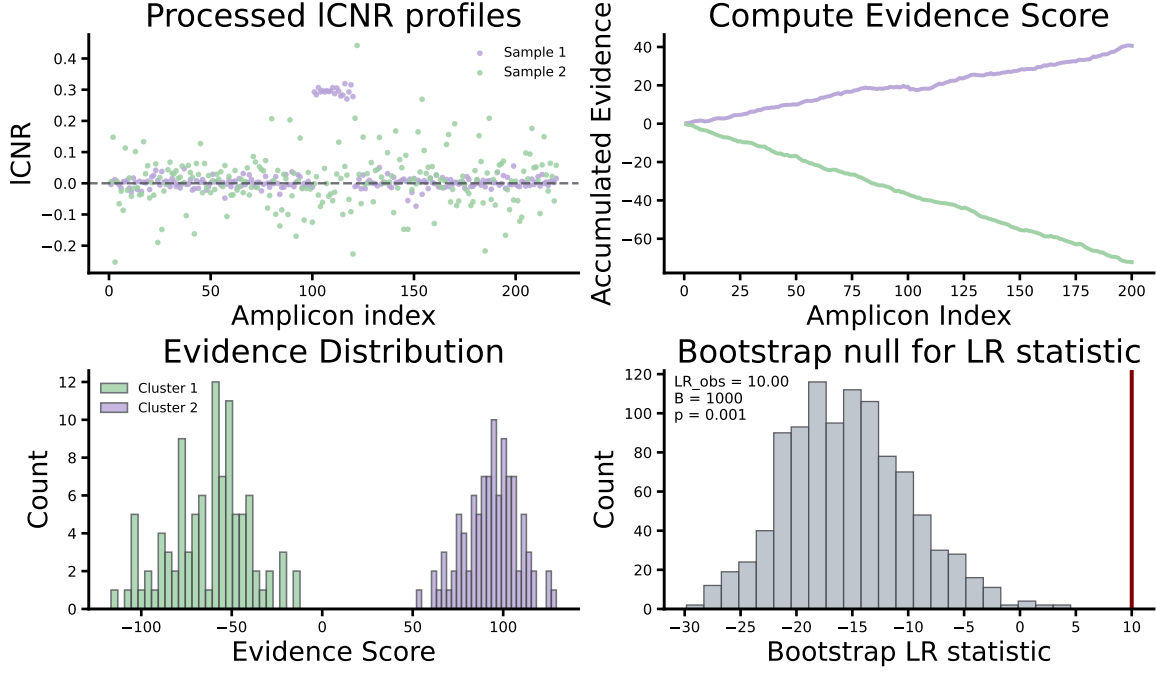 Processed lCNR profiles
Sample 1
Sample 2
0.4
0.3
0.2
0.1
0.0
−0.1
−0.2
lCNR
0
50
100
150
200
Amplicon index
Compute Evidence Score
40
20
0
−20
−40
−60
Accumulated Evidence
0
25
50
75
100
125
150
175
200
Amplicon Index
Evidence Distribution
Cluster 1
Cluster 2
12
10
8
6
4
2
0
Count
−100
−50
0
50
100
Evidence Score
Bootstrap null for LR statistic
LR_obs = 10.00
B = 1000
p = 0.001
120
100
80
60
40
20
0
Count
−30
−25
−20
−15
−10
−5
0
5
10
Bootstrap LR statistic